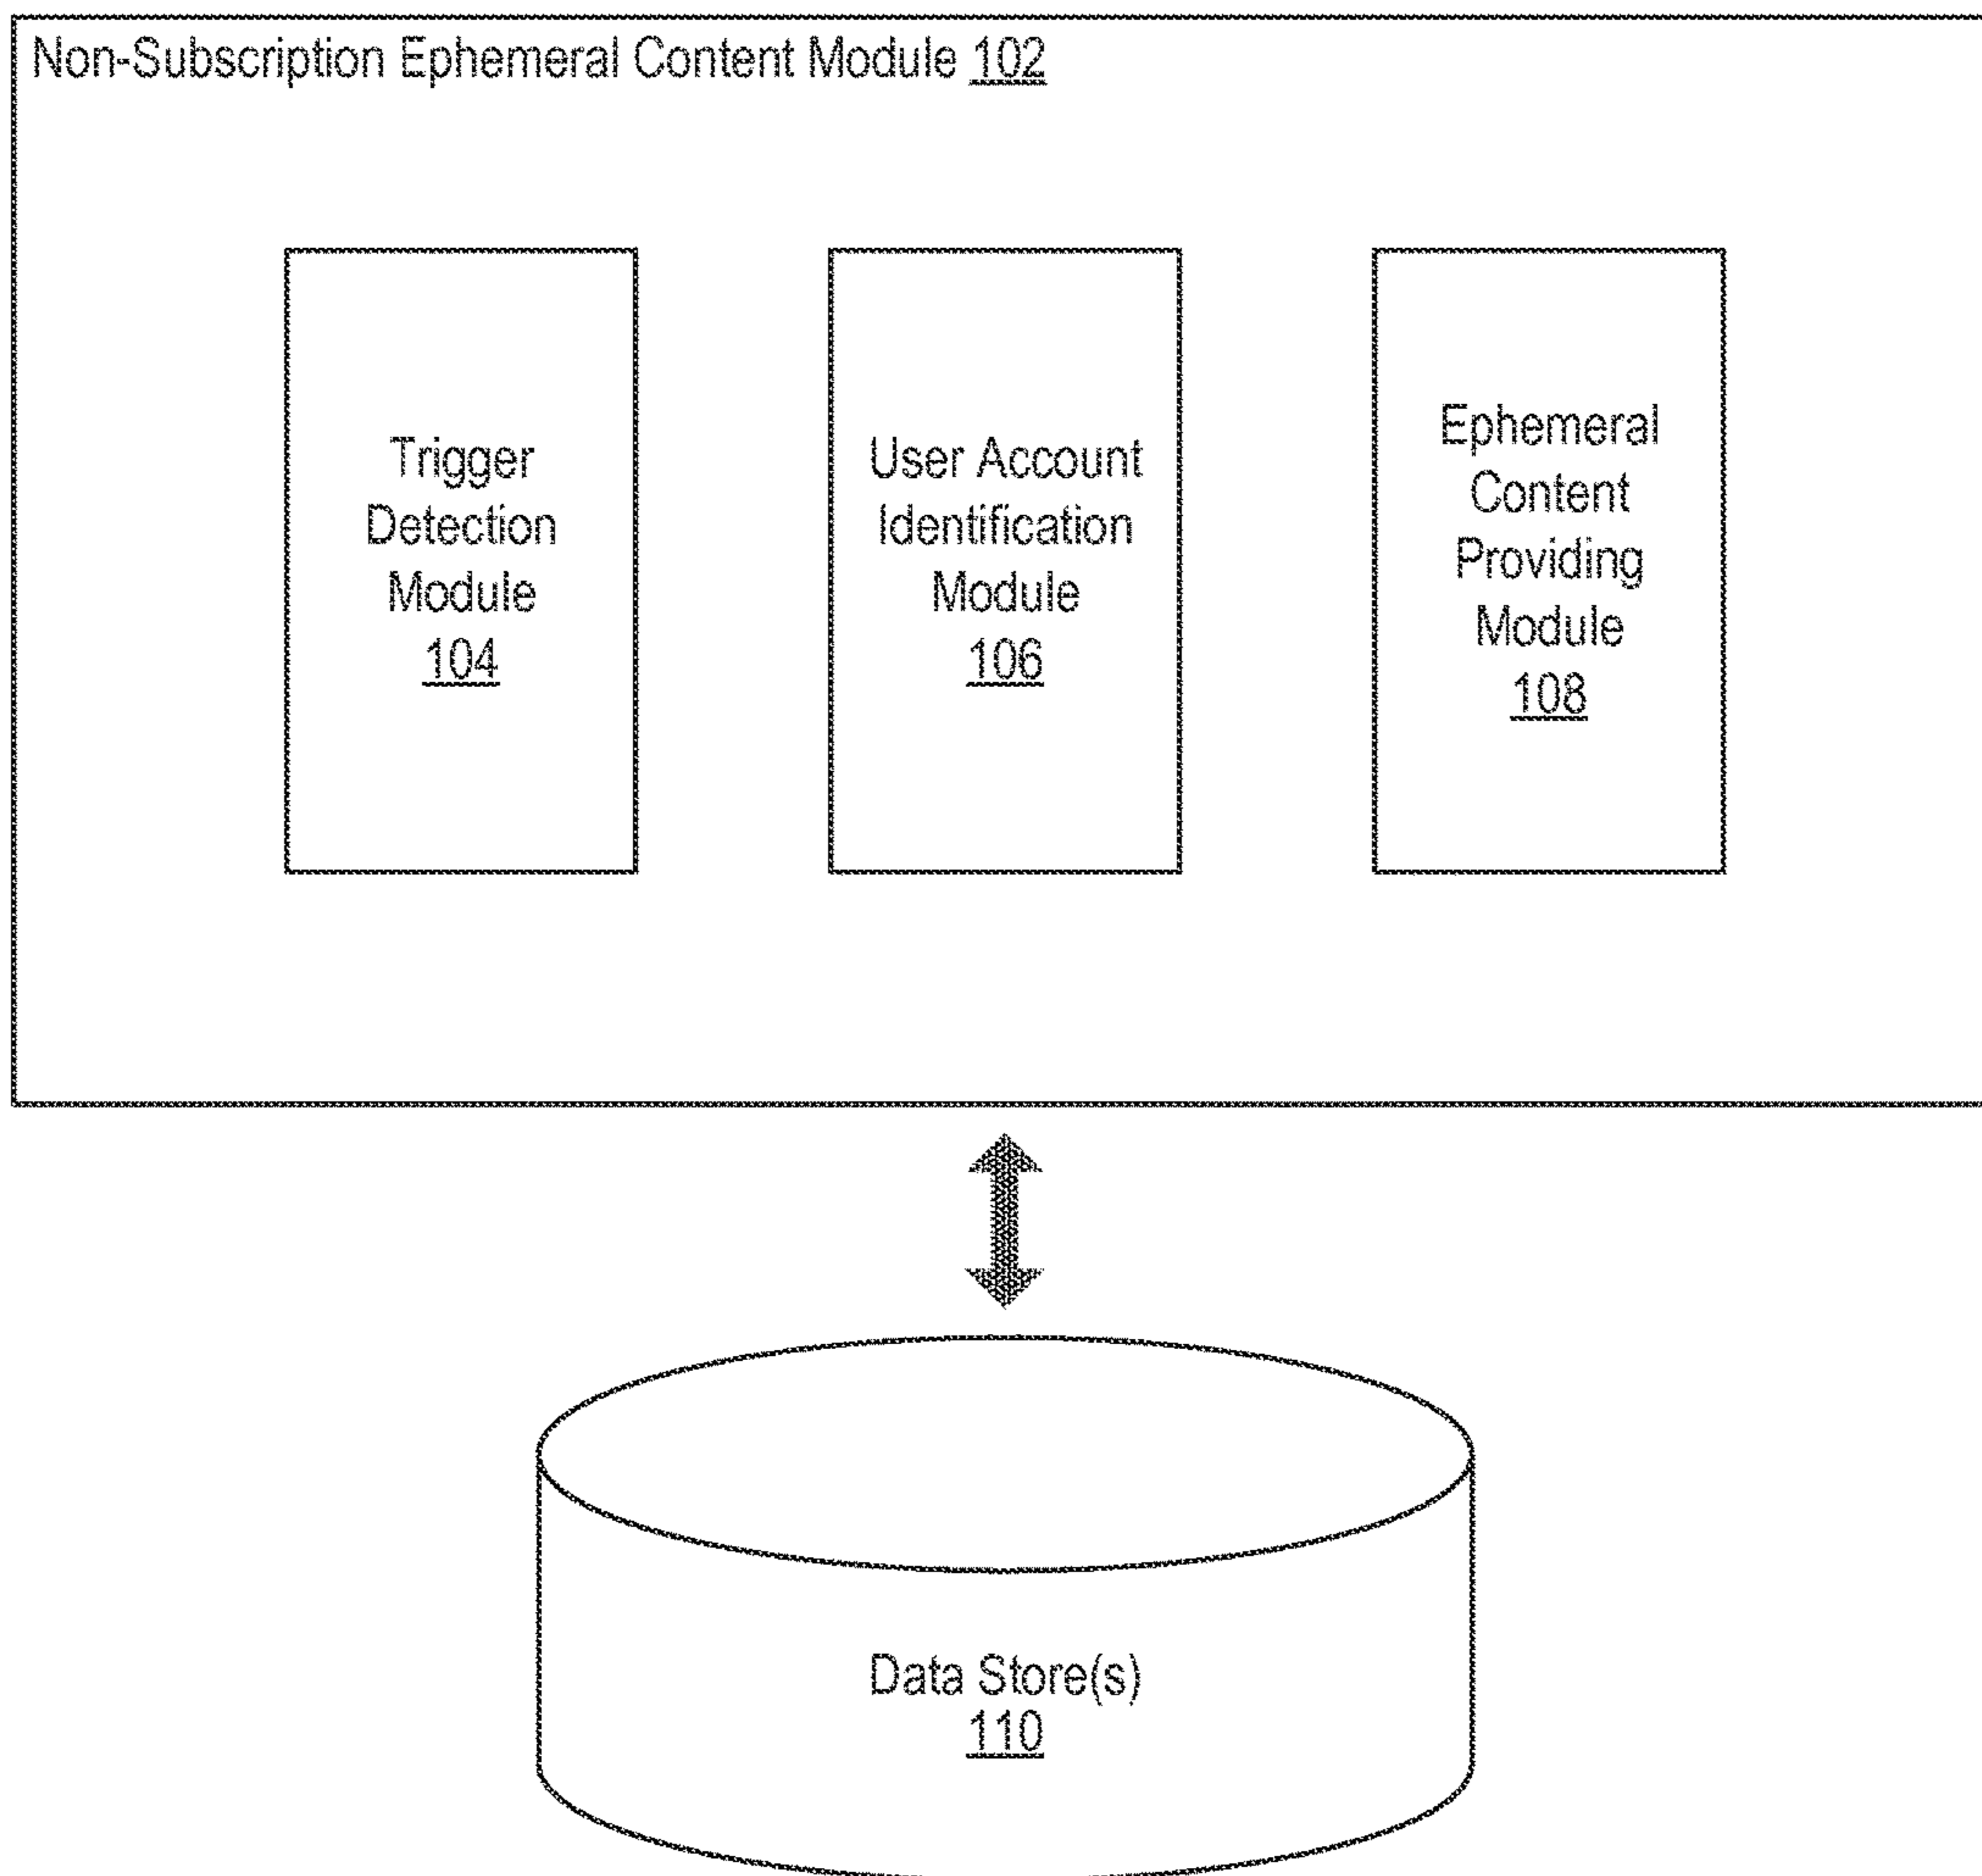 Non-Subscription Ephemeral Content Module 102
Trigger
Detection
Module
104
User Account
Identification
Module
106
Ephemeral
Content
Providing
Module
108
Data Store(s)
110